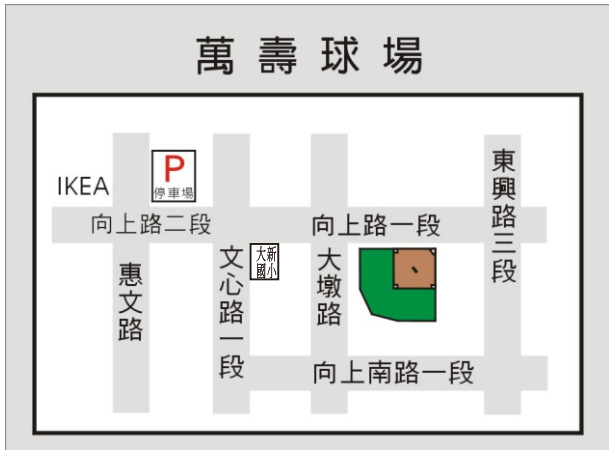 萬壽球場
IKEA
P
停車場
向上路二段
向上路一段
東興路三段
惠文路
文心路一段
大新
國小
大墩路
向上南路一段